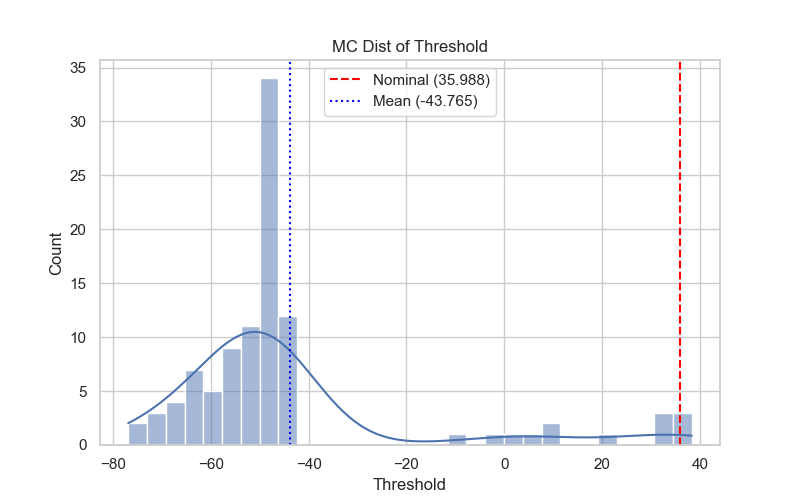 MC Dist of Threshold
35
30
25
20
15
10
5
0
Count
Nominal (35.988)
Mean (-43.765)
−80 −60 −40 −20 0 20 40
Threshold